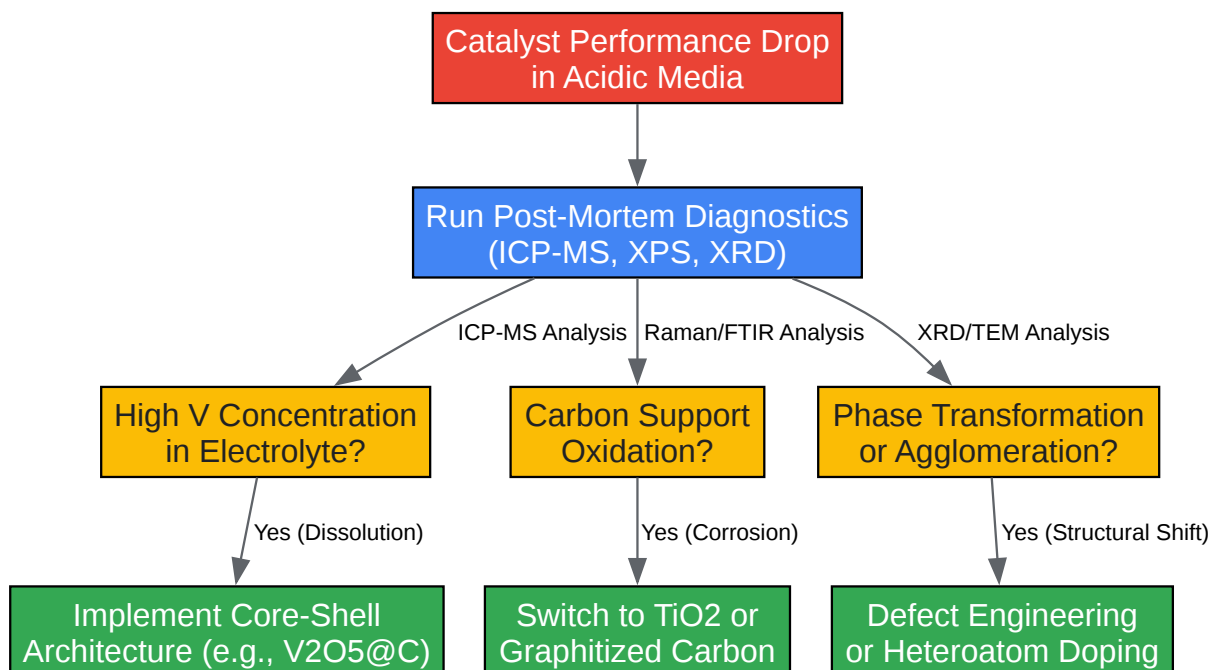 Catalyst Performance Drop
in Acidic Media
Run Post-Mortem Diagnostics
(ICP-MS, XPS, XRD)
ICP-MS Analysis
Raman/FTIR Analysis
XRD/TEM Analysis
High V Concentration
in Electrolyte?
Carbon Support
Oxidation?
Phase Transformation
or Agglomeration?
Yes (Dissolution)
Yes (Corrosion)
Yes (Structural Shift)
Implement Core-Shell
Architecture (e.g., V2O5@C)
Switch to TiO2 or
Graphitized Carbon
Defect Engineering
or Heteroatom Doping